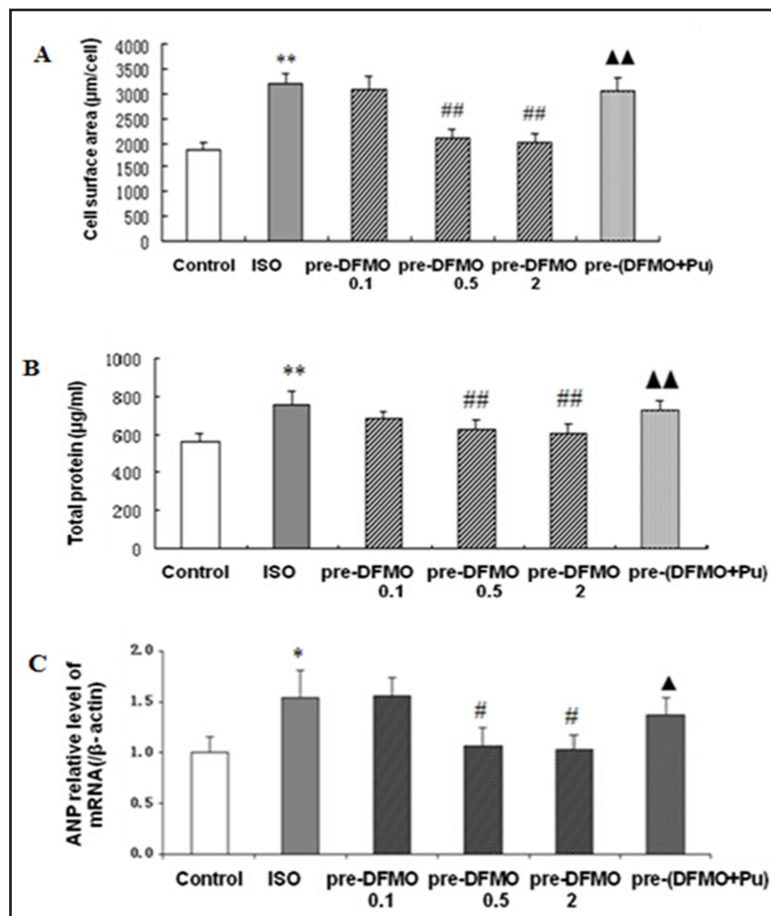 A
Cell surface area (μm/cell)
4000
3500
3000
2500
2000
1500
1000
500
0
**
##
##
▲▲
Control ISO pre-DFMO pre-DFMO pre-DFMO pre-(DFMO+Pu)
0.1 0.5 2
B
Total protein (μg/ml)
1000
800
600
400
200
0
**
##
##
▲▲
Control ISO pre-DFMO pre-DFMO pre-DFMO pre-(DFMO+Pu)
0.1 0.5 2
C
ANP relative level of
mRNA(/β-actin)
2.0
1.5
1.0
0.5
0.0
*
#
#
▲
Control ISO pre-DFMO pre-DFMO pre-DFMO pre-(DFMO+Pu)
0.1 0.5 2